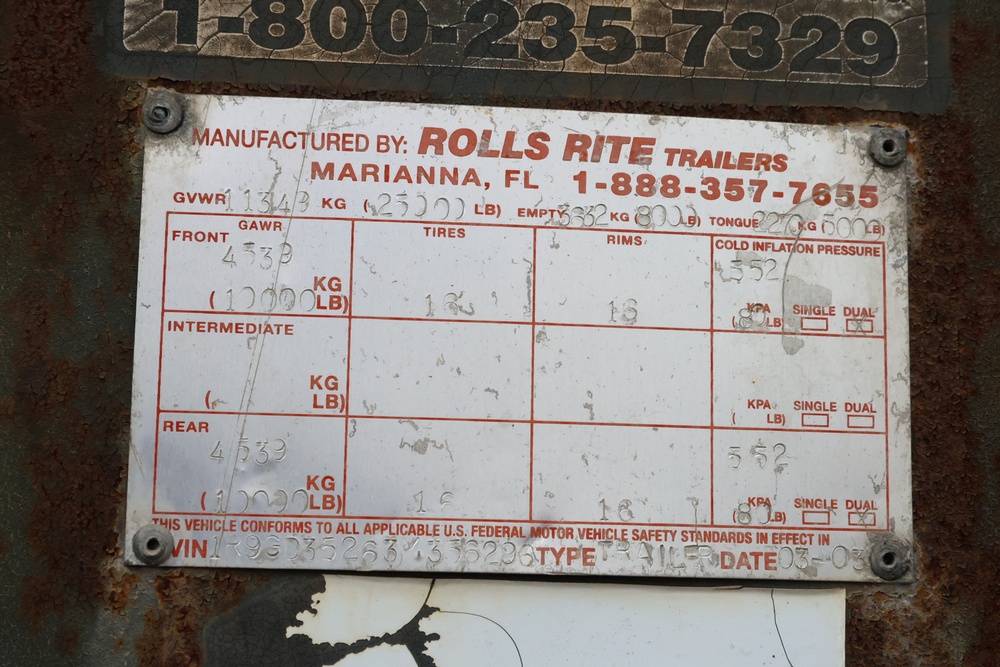 1-800-235-7329
MANUFACTURED BY: ROLLS RITE TRAILERS
MARIANNA, FL 1-888-357-7655
GVWR 11349 KG (25000 LB) EMPTY 3632 KG 8000 LB) TONGUE 2270 KG (5000 LB)
GAWR TIRES RIMS COLD INFLATION PRESSURE
FRONT
4539 KG 16 16 552 KPA SINGLE DUAL
(10000 LB) (80 LB) X
INTERMEDIATE
KG KPA SINGLE DUAL
( LB) ( LB)
REAR
4539 KG 16 16 552 KPA SINGLE DUAL
(10000 LB) (80 LB) X
THIS VEHICLE CONFORMS TO ALL APPLICABLE U.S. FEDERAL MOTOR VEHICLE SAFETY STANDARDS IN EFFECT IN
VIN TYPE TRAILER DATE 03-03